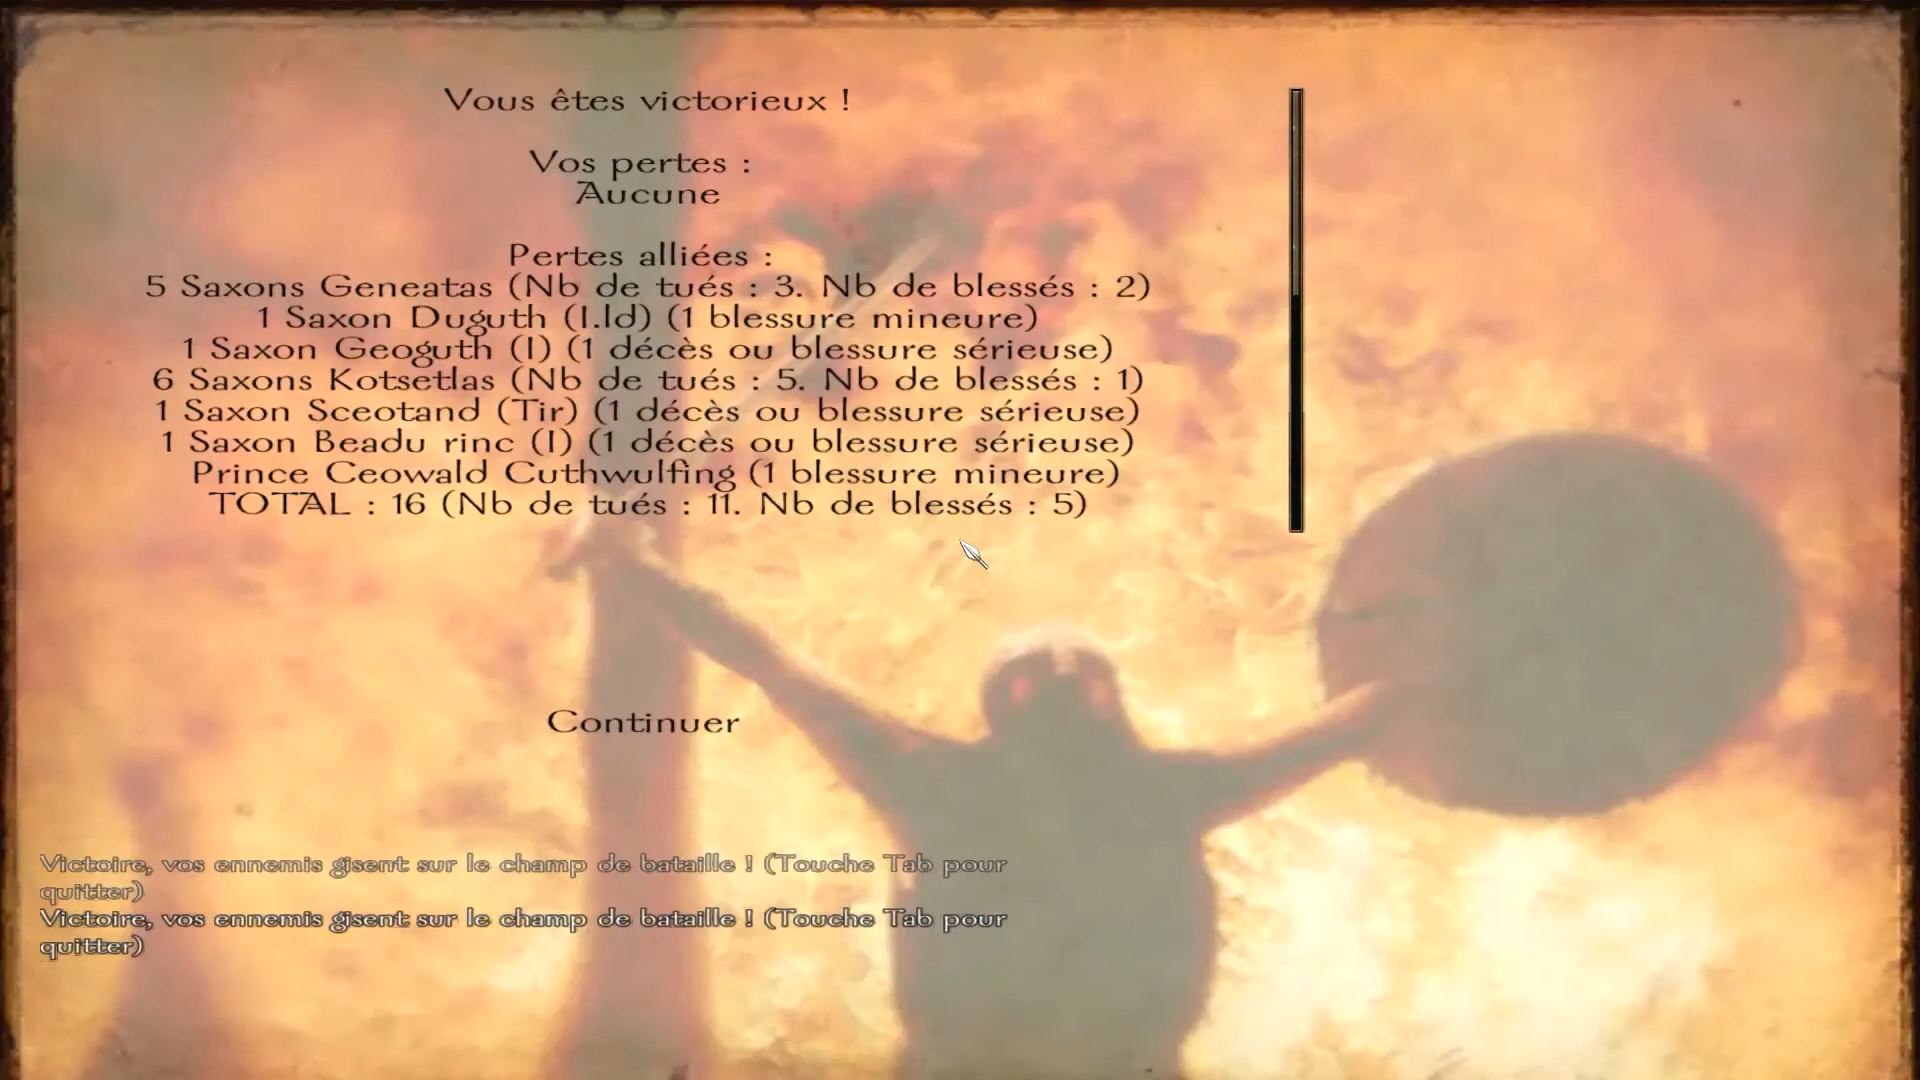 Vous êtes victorieux !
Vos pertes :
Aucune
Pertes alliées :
5 Saxons Geneatas (Nb de tués : 3. Nb de blessés : 2)
1 Saxon Duguth (I.ld) (1 blessure mineure)
1 Saxon Geoguth (I) (1 décès ou blessure sérieuse)
6 Saxons Kotsetlas (Nb de tués : 5. Nb de blessés : 1)
1 Saxon Sceotand (Tir) (1 décès ou blessure sérieuse)
1 Saxon Beadu rinc (I) (1 décès ou blessure sérieuse)
Prince Ceowald Cuthwulfing (1 blessure mineure)
TOTAL : 16 (Nb de tués : 11. Nb de blessés : 5)
Continuer
Victoire, vos ennemis gisent sur le champ de bataille ! (Touche Tab pour
quitter)
Victoire, vos ennemis gisent sur le champ de bataille ! (Touche Tab pour
quitter)